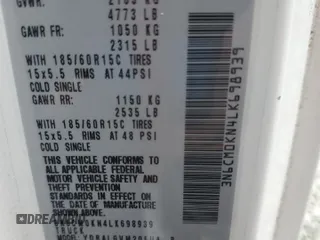 GVWR:
4773 LB
GAWR FR: 1050 KG
2315 LB
WITH 185/60R15C TIRES
15x5.5 RIMS AT 44PSI
COLD SINGLE
GAWR RR: 1150 KG
2535 LB
WITH 185/60R15C TIRES
15x5.5 RIMS AT 48 PSI
COLD SINGLE
THIS VEHICLE CONFORMS TO
ALL APPLICABLE FEDERAL
MOTOR VEHICLE SAFETY AND
THEFT PREVENTION STANDARDS
IN EFFECT ON THE DATE OF
MANUFACTURE SHOWN ABOVE
TRUCK
3N6CM0KN4LK698939